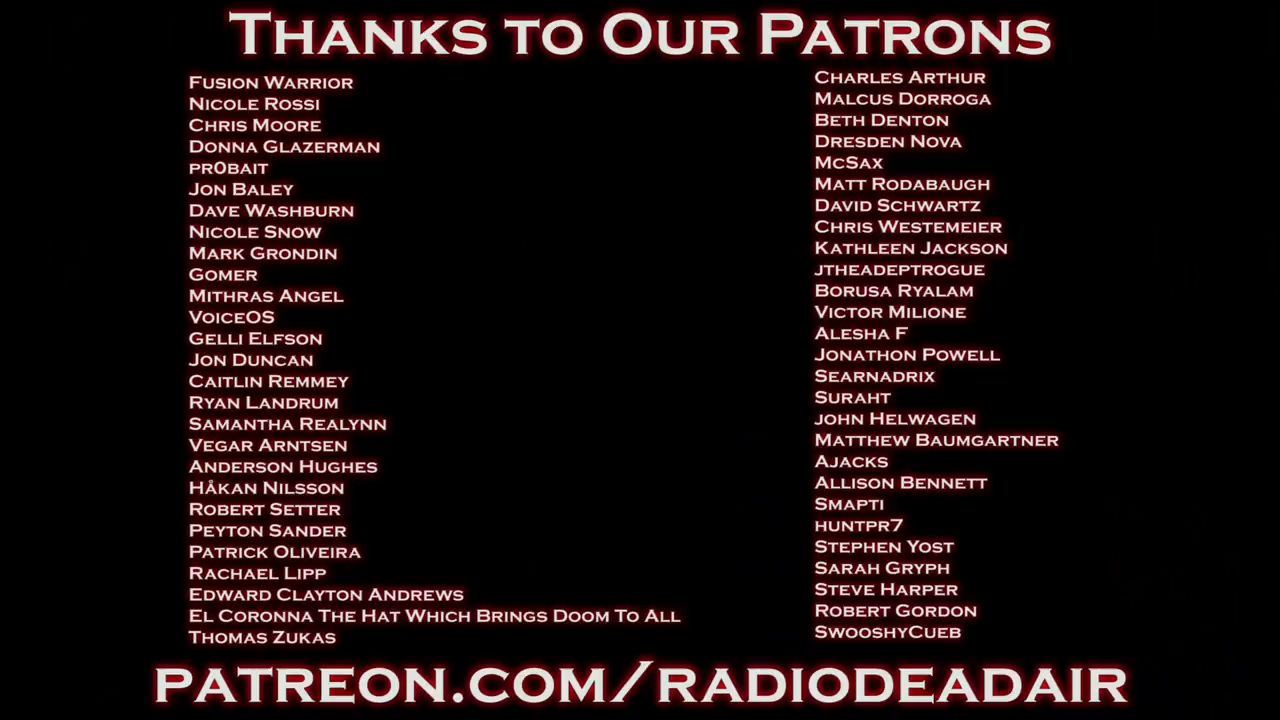 Thanks to Our Patrons
Fusion Warrior
Nicole Rossi
Chris Moore
Donna Glazerman
pr0bait
Jon Baley
Dave Washburn
Nicole Snow
Mark Grondin
Gomer
Mithras Angel
VoiceOS
Gelli Elfson
Jon Duncan
Caitlin Remmey
Ryan Landrum
Samantha Realynn
Vegar Arntsen
Anderson Hughes
Håkan Nilsson
Robert Setter
Peyton Sander
Patrick Oliveira
Rachael Lipp
Edward Clayton Andrews
El Coronna The Hat Which Brings Doom To All
Thomas Zukas
Charles Arthur
Malcus Dorroga
Beth Denton
Dresden Nova
McSax
Matt Rodabaugh
David Schwartz
Chris Westemeier
Kathleen Jackson
jtheadeptrogue
Borusa Ryalam
Victor Milione
Alesha F
Jonathon Powell
Searnadrix
Suraht
john Helwagen
Matthew Baumgartner
Ajacks
Allison Bennett
Smapti
huntpr7
Stephen Yost
Sarah Gryph
Steve Harper
Robert Gordon
SwooshyCueb
patreon.com/radiodeadair